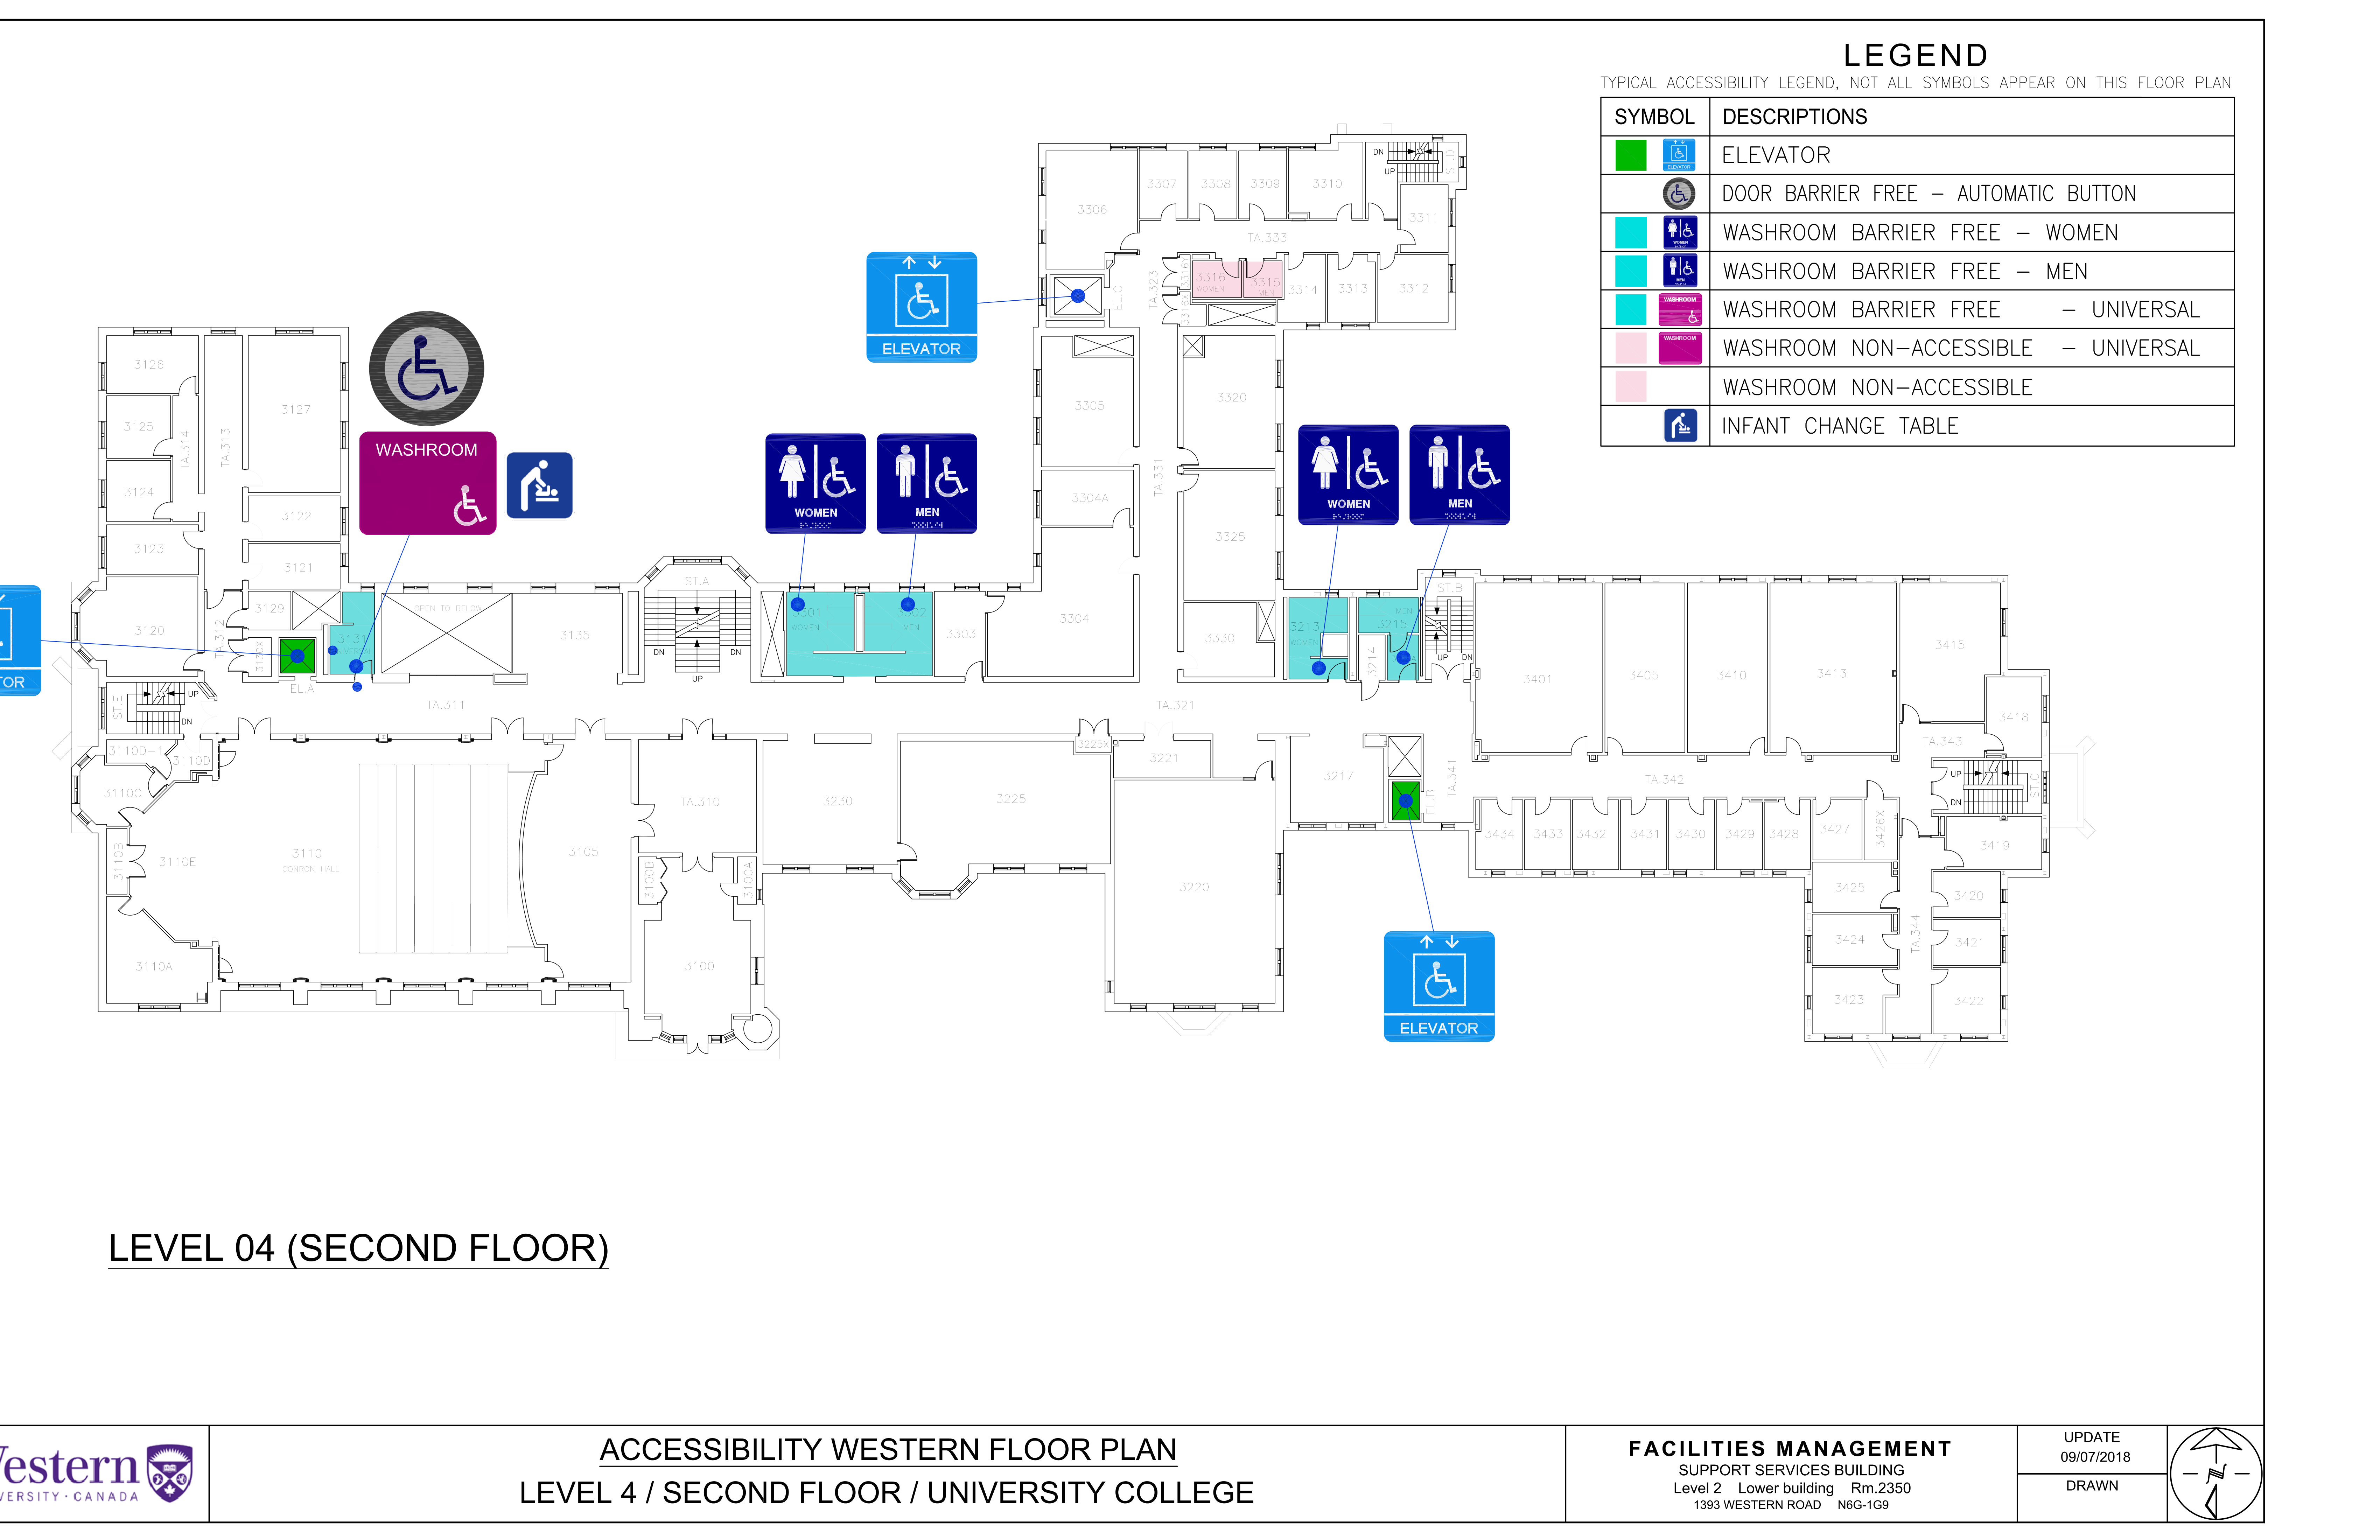 LEGEND
TYPICAL ACCESSIBILITY LEGEND, NOT ALL SYMBOLS APPEAR ON THIS FLOOR PLAN
SYMBOL DESCRIPTIONS
ELEVATOR ELEVATOR
DOOR BARRIER FREE - AUTOMATIC BUTTON
WOMEN WASHROOM BARRIER FREE - WOMEN
MEN WASHROOM BARRIER FREE - MEN
WASHROOM WASHROOM BARRIER FREE - UNIVERSAL
WASHROOM WASHROOM NON-ACCESSIBLE - UNIVERSAL
WASHROOM NON-ACCESSIBLE
INFANT CHANGE TABLE
DN
UP
ST.D
3307
3308
3309
3310
3306
3311
TA.333
TA.323
EL.C
3316
WOMEN
3315
MEN
3316X
3314
3313
3312
ELEVATOR
3126
3127
3125
TA.314
TA.313
3124
3122
3123
3121
3129
3120
TA.312
3130X
EL.A
WASHROOM
3131
OPEN TO BELOW
3135
ST.A
DN
UP
DN
WOMEN
MEN
3301
WOMEN
3302
MEN
3303
3304
3304A
3305
TA.331
3320
3325
3330
WOMEN
MEN
3213
WOMEN
MEN
3215
3214
ST.B
UP
DN
3401
3405
3410
3413
3415
3418
TA.343
TOR
ST.E
UP
DN
TA.311
TA.321
3110D-1
3110D
3110C
3110B
3110E
3110
CONRON HALL
3105
3110A
TA.310
3100B
3100A
3100
3230
3225
3225X
3221
3220
3217
EL.B
TA.341
TA.342
UP
DN
ST.C
3434
3433
3432
3431
3430
3429
3428
3427
3426X
3419
3425
3420
3424
3421
TA.344
3423
3422
ELEVATOR
LEVEL 04 (SECOND FLOOR)
Western
VERSITY · CANADA
ACCESSIBILITY WESTERN FLOOR PLAN
LEVEL 4 / SECOND FLOOR / UNIVERSITY COLLEGE
FACILITIES MANAGEMENT
SUPPORT SERVICES BUILDING
Level 2 Lower building Rm.2350
1393 WESTERN ROAD N6G-1G9
UPDATE
09/07/2018
DRAWN
N